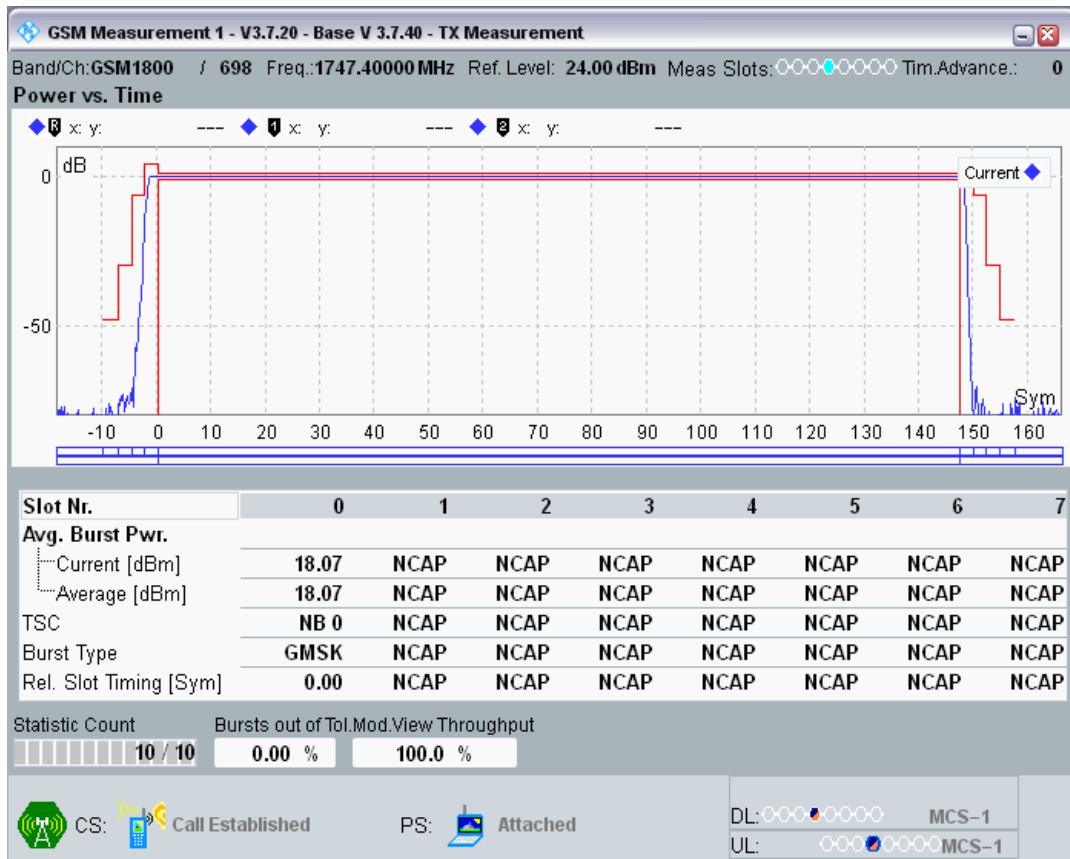 GSM Measurement 1 - V3.7.20 - Base V 3.7.40 - TX Measurement
Band/Ch:GSM1800 / 698 Freq.:1747.40000 MHz Ref. Level: 24.00 dBm Meas Slots: Tim.Advance.: 0
Power vs. Time
R x: y: --- 1 x: y: --- 2 x: y: ---
dB
Current
0
-50
Sym
-10 0 10 20 30 40 50 60 70 80 90 100 110 120 130 140 150 160
Slot Nr. 0 1 2 3 4 5 6 7
Avg. Burst Pwr.
Current [dBm] 18.07 NCAP NCAP NCAP NCAP NCAP NCAP NCAP
Average [dBm] 18.07 NCAP NCAP NCAP NCAP NCAP NCAP NCAP
TSC NB 0 NCAP NCAP NCAP NCAP NCAP NCAP NCAP
Burst Type GMSK NCAP NCAP NCAP NCAP NCAP NCAP NCAP
Rel. Slot Timing [Sym] 0.00 NCAP NCAP NCAP NCAP NCAP NCAP NCAP
Statistic Count Bursts out of Tol.Mod.View Throughput
10 / 10 0.00 % 100.0 %
CS: Call Established PS: Attached DL: MCS-1
UL: MCS-1